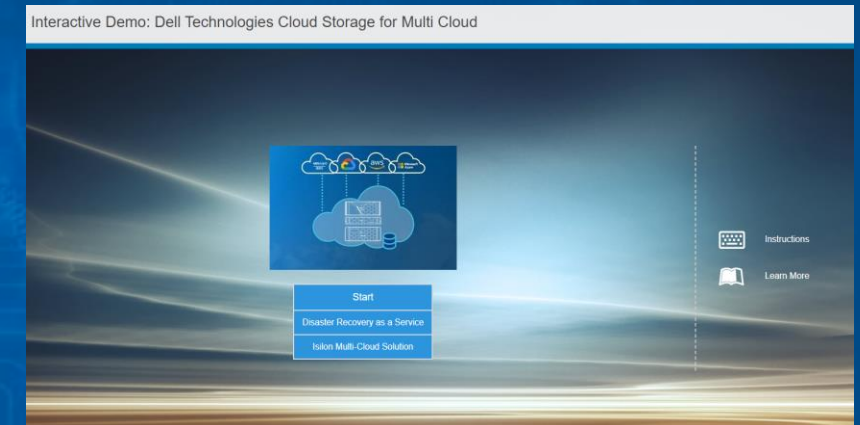 Interactive Demo: Dell Technologies Cloud Storage for Multi Cloud
aws
Start
Disaster Recovery as a Service
Isilon Multi-Cloud Solution
Instructions
Learn More